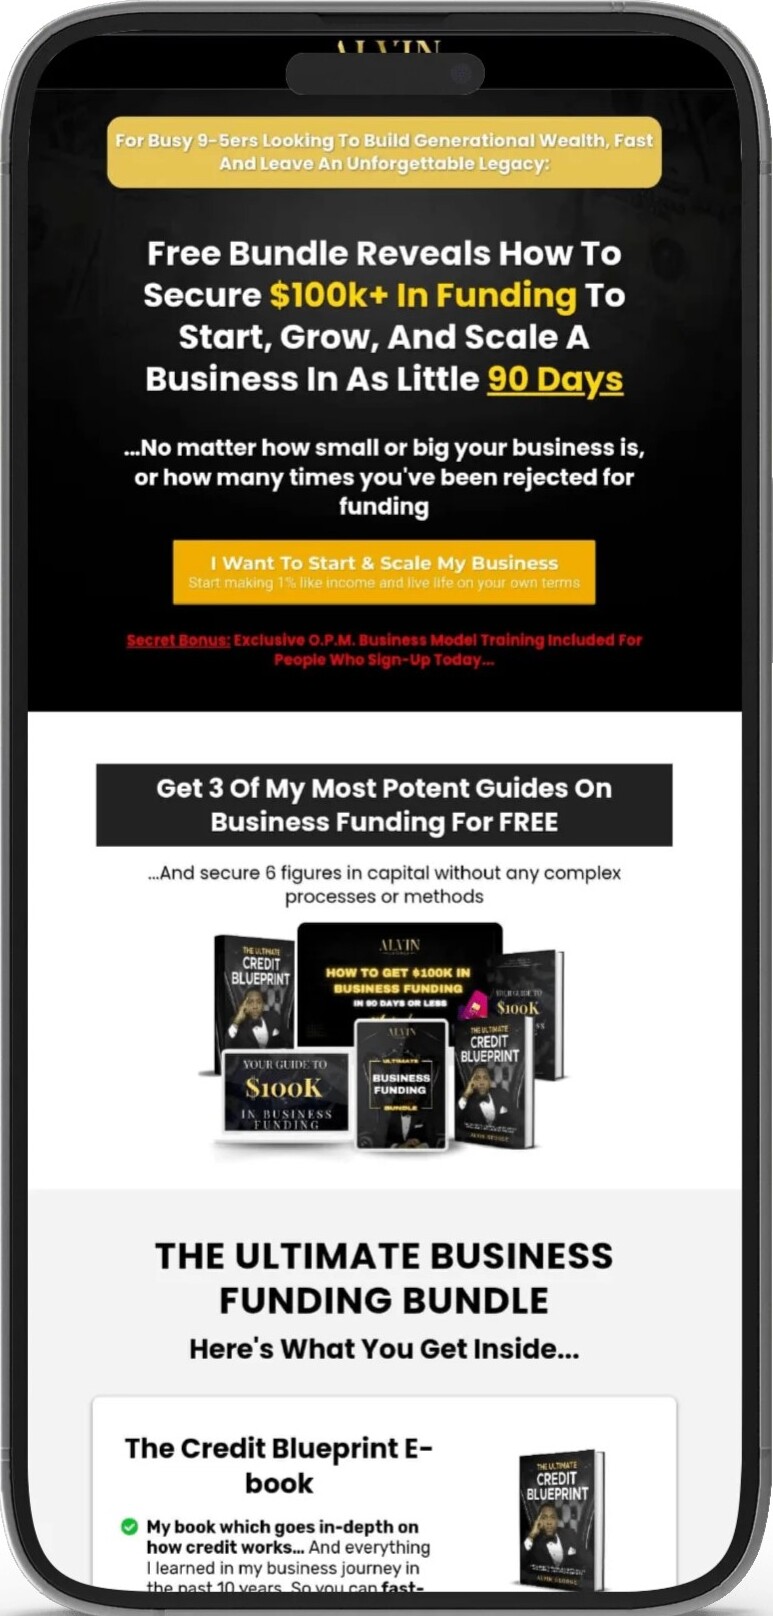 ALVIN
For Busy 9-5ers Looking To Build Generational Wealth, Fast
And Leave An Unforgettable Legacy:
Free Bundle Reveals How To
Secure $100k+ In Funding To
Start, Grow, And Scale A
Business In As Little 90 Days
...No matter how small or big your business is,
or how many times you've been rejected for
funding
I Want To Start & Scale My Business
Start making 1% like income and live life on your own terms
Secret Bonus: Exclusive O.P.M. Business Model Training Included For
People Who Sign-Up Today...
Get 3 Of My Most Potent Guides On
Business Funding For FREE
...And secure 6 figures in capital without any complex
processes or methods
THE ULTIMATE
CREDIT
BLUEPRINT
ALVIN
HOW TO GET $100K IN
BUSINESS FUNDING
IN 90 DAYS OR LESS
YOUR GUIDE TO
$100K
YOUR GUIDE TO
$100K
IN BUSINESS
FUNDING
ALVIN
ULTIMATE
BUSINESS
FUNDING
BUNDLE
THE ULTIMATE
CREDIT
BLUEPRINT
THE ULTIMATE BUSINESS
FUNDING BUNDLE
Here's What You Get Inside...
The Credit Blueprint E-
book
My book which goes in-depth on
how credit works... And everything
I learned in my business journey in
the past 10 years. So you can fast-
THE ULTIMATE
CREDIT
BLUEPRINT